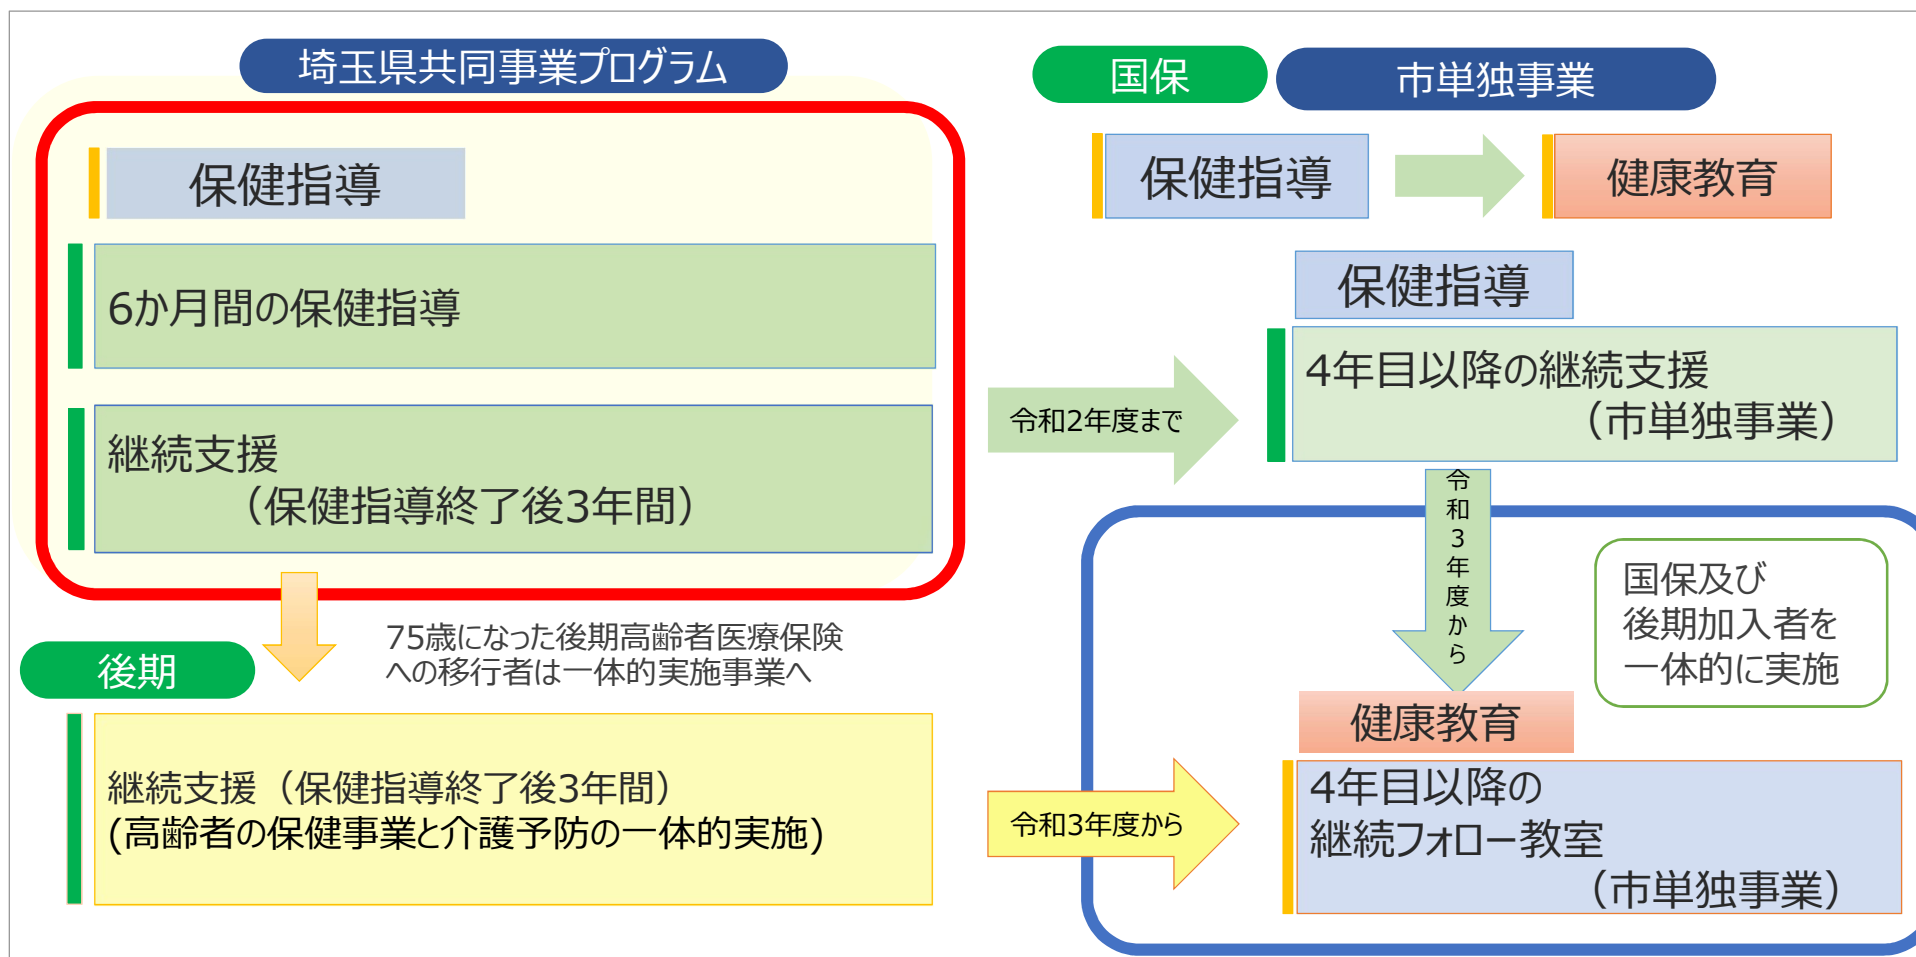 埼玉県共同事業プログラム
保健指導
6か月間の保健指導
継続支援
（保健指導終了後3年間）
75歳になった後期高齢者医療保険
への移行者は一体的実施事業へ
後期
継続支援（保健指導終了後3年間）
(高齢者の保健事業と介護予防の一体的実施)
国保
市単独事業
保健指導
健康教育
保健指導
令和2年度まで
4年目以降の継続支援
（市単独事業）
令和3年度から
国保及び
後期加入者を
一体的に実施
健康教育
令和3年度から
4年目以降の
継続フォロー教室
（市単独事業）